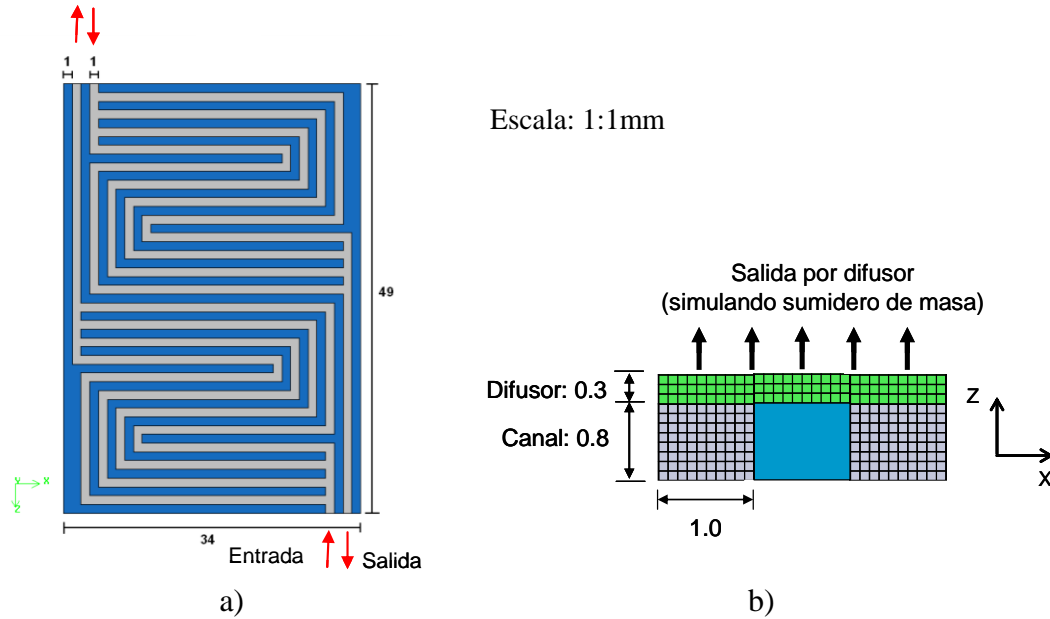 1 1
Escala: 1:1mm
49
34
Y X
Z
Entrada
Salida
Salida por difusor
(simulando sumidero de masa)
Difusor: 0.3
Canal: 0.8
1.0
Z
X
a)
b)